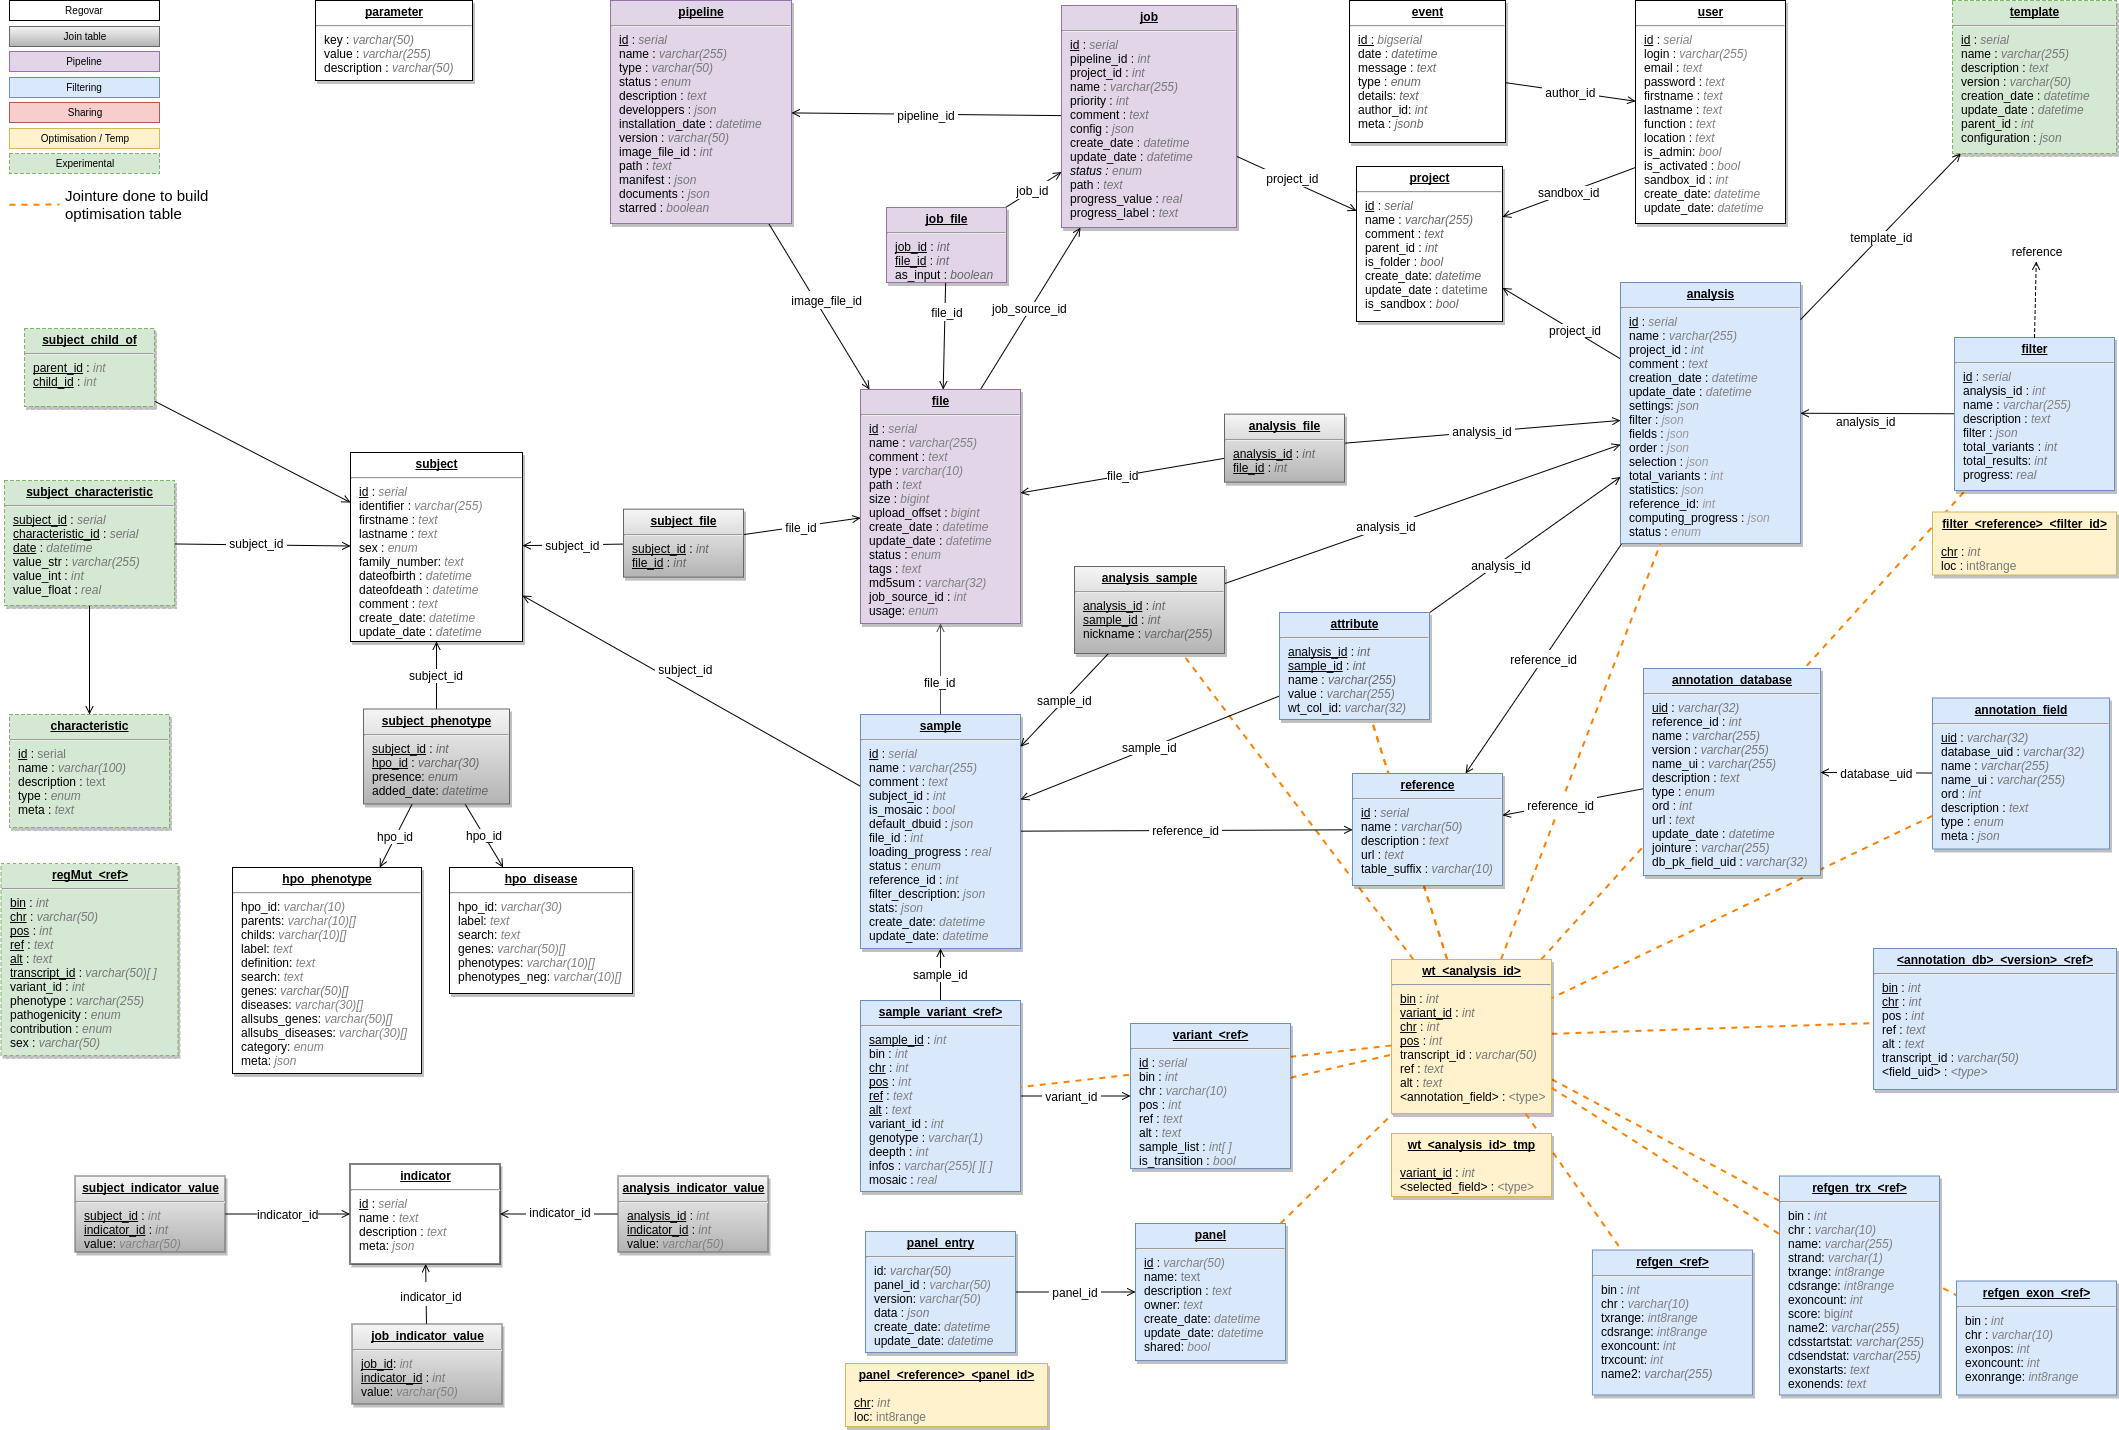 Regovar
Join table
Pipeline
Filtering
Sharing
Optimisation / Temp
Experimental
Jointure done to build
optimisation table
parameter
key : varchar(50)
value : varchar(255)
description : varchar(50)
pipeline
id : serial
name : varchar(255)
type : varchar(50)
status : enum
description : text
developpers : json
installation_date : datetime
version : varchar(50)
image_file_id : int
path : text
manifest : json
documents : json
starred : boolean
job
id : serial
pipeline_id : int
project_id : int
name : varchar(255)
priority : int
comment : text
config : json
create_date : datetime
update_date : datetime
status : enum
path : text
progress_value : real
progress_label : text
event
id : bigserial
date : datetime
message : text
type : enum
details: text
author_id: int
meta : jsonb
user
id : serial
login : varchar(255)
email : text
password : text
firstname : text
lastname : text
function : text
location : text
is_admin: bool
is_activated : bool
sandbox_id : int
create_date: datetime
update_date: datetime
template
id : serial
name : varchar(255)
description : text
version : varchar(50)
creation_date : datetime
update_date : datetime
parent_id : int
configuration : json
pipeline_id
author_id
project_id
sandbox_id
job_id
template_id
reference
job_file
job_id : int
file_id : int
as_input : boolean
project
id : serial
name : varchar(255)
comment : text
parent_id : int
is_folder : bool
create_date: datetime
update_date : datetime
is_sandbox : bool
image_file_id
file_id
job_source_id
project_id
analysis
id : serial
name : varchar(255)
project_id : int
comment : text
creation_date : datetime
update_date : datetime
settings: json
filter : json
fields : json
order : json
selection : json
total_variants : int
statistics: json
reference_id: int
computing_progress : json
status : enum
filter
id : serial
analysis_id : int
name : varchar(255)
description : text
filter : json
total_variants : int
total_results: int
progress: real
analysis_id
filter_<reference>_<filter_id>
chr : int
loc : int8range
subject_child_of
parent_id : int
child_id : int
subject_characteristic
subject_id : serial
characteristic_id : serial
date : datetime
value_str : varchar(255)
value_int : int
value_float : real
subject_id
subject
id : serial
identifier : varchar(255)
firstname : text
lastname : text
sex : enum
family_number: text
dateofbirth : datetime
dateofdeath : datetime
comment : text
create_date: datetime
update_date : datetime
subject_id
subject_file
subject_id : int
file_id : int
file_id
file
id : serial
name : varchar(255)
comment : text
type : varchar(10)
path : text
size : bigint
upload_offset : bigint
create_date : datetime
update_date : datetime
status : enum
tags : text
md5sum : varchar(32)
job_source_id : int
usage: enum
file_id
analysis_file
analysis_id : int
file_id : int
analysis_id
analysis_id
analysis_id
analysis_sample
analysis_id : int
sample_id : int
nickname : varchar(255)
attribute
analysis_id : int
sample_id : int
name : varchar(255)
value : varchar(255)
wt_col_id: varchar(32)
reference_id
subject_id
subject_id
file_id
sample_id
sample_id
characteristic
id : serial
name : varchar(100)
description : text
type : enum
meta : text
subject_phenotype
subject_id : int
hpo_id : varchar(30)
presence: enum
added_date: datetime
hpo_id
hpo_id
sample
id : serial
name : varchar(255)
comment : text
subject_id : int
is_mosaic : bool
default_dbuid : json
file_id : int
loading_progress : real
status : enum
reference_id : int
filter_description: json
stats: json
create_date: datetime
update_date: datetime
reference_id
reference
id : serial
name : varchar(50)
description : text
url : text
table_suffix : varchar(10)
reference_id
annotation_database
uid : varchar(32)
reference_id : int
name : varchar(255)
version : varchar(255)
name_ui : varchar(255)
description : text
type : enum
ord : int
url : text
update_date : datetime
jointure : varchar(255)
db_pk_field_uid : varchar(32)
database_uid
annotation_field
uid : varchar(32)
database_uid : varchar(32)
name : varchar(255)
name_ui : varchar(255)
ord : int
description : text
type : enum
meta : json
regMut_<ref>
bin : int
chr : varchar(50)
pos : int
ref : text
alt : text
transcript_id : varchar(50)[ ]
variant_id : int
phenotype : varchar(255)
pathogenicity : enum
contribution : enum
sex : varchar(50)
hpo_phenotype
hpo_id: varchar(10)
parents: varchar(10)[]
childs: varchar(10)[]
label: text
definition: text
search: text
genes: varchar(50)[]
diseases: varchar(30)[]
allsubs_genes: varchar(50)[]
allsubs_diseases: varchar(30)[]
category: enum
meta: json
hpo_disease
hpo_id: varchar(30)
label: text
search: text
genes: varchar(50)[]
phenotypes: varchar(10)[]
phenotypes_neg: varchar(10)[]
sample_id
sample_variant_<ref>
sample_id : int
bin : int
chr : int
pos : int
ref : text
alt : text
variant_id : int
genotype : varchar(1)
deepth : int
infos : varchar(255)[ ][ ]
mosaic : real
variant_id
variant_<ref>
id : serial
bin : int
chr : varchar(10)
pos : int
ref : text
alt : text
sample_list : int[ ]
is_transition : bool
wt_<analysis_id>
bin : int
variant_id : int
chr : int
pos : int
transcript_id : varchar(50)
ref : text
alt : text
<annotation_field> : <type>
wt_<analysis_id>_tmp
variant_id : int
<selected_field> : <type>
<annotation_db>_<version>_<ref>
bin : int
chr : int
pos : int
ref : text
alt : text
transcript_id : varchar(50)
<field_uid> : <type>
subject_indicator_value
subject_id : int
indicator_id : int
value: varchar(50)
indicator_id
indicator
id : serial
name : text
description : text
meta: json
indicator_id
analysis_indicator_value
analysis_id : int
indicator_id : int
value: varchar(50)
indicator_id
job_indicator_value
job_id: int
indicator_id : int
value: varchar(50)
panel_entry
id: varchar(50)
panel_id : varchar(50)
version: varchar(50)
data : json
create_date: datetime
update_date: datetime
panel_id
panel
id : varchar(50)
name: text
description : text
owner: text
create_date: datetime
update_date: datetime
shared: bool
panel_<reference>_<panel_id>
chr: int
loc: int8range
refgen_<ref>
bin : int
chr : varchar(10)
txrange: int8range
cdsrange: int8range
exoncount: int
trxcount: int
name2: varchar(255)
refgen_trx_<ref>
bin : int
chr : varchar(10)
name: varchar(255)
strand: varchar(1)
txrange: int8range
cdsrange: int8range
exoncount: int
score: bigint
name2: varchar(255)
cdsstartstat: varchar(255)
cdsendstat: varchar(255)
exonstarts: text
exonends: text
refgen_exon_<ref>
bin : int
chr : varchar(10)
exonpos: int
exoncount: int
exonrange: int8range